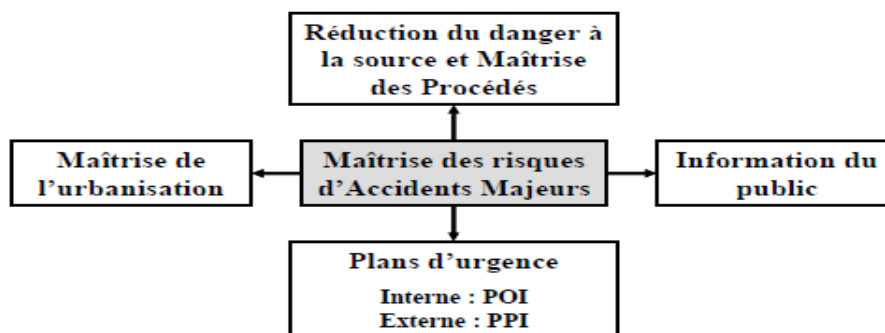 Réduction du danger à
la source et Maîtrise
des Procédés
Maîtrise de
l'urbanisation
Maîtrise des risques
d'Accidents Majeurs
Information du
public
Plans d'urgence
Interne : POI
Externe : PPI